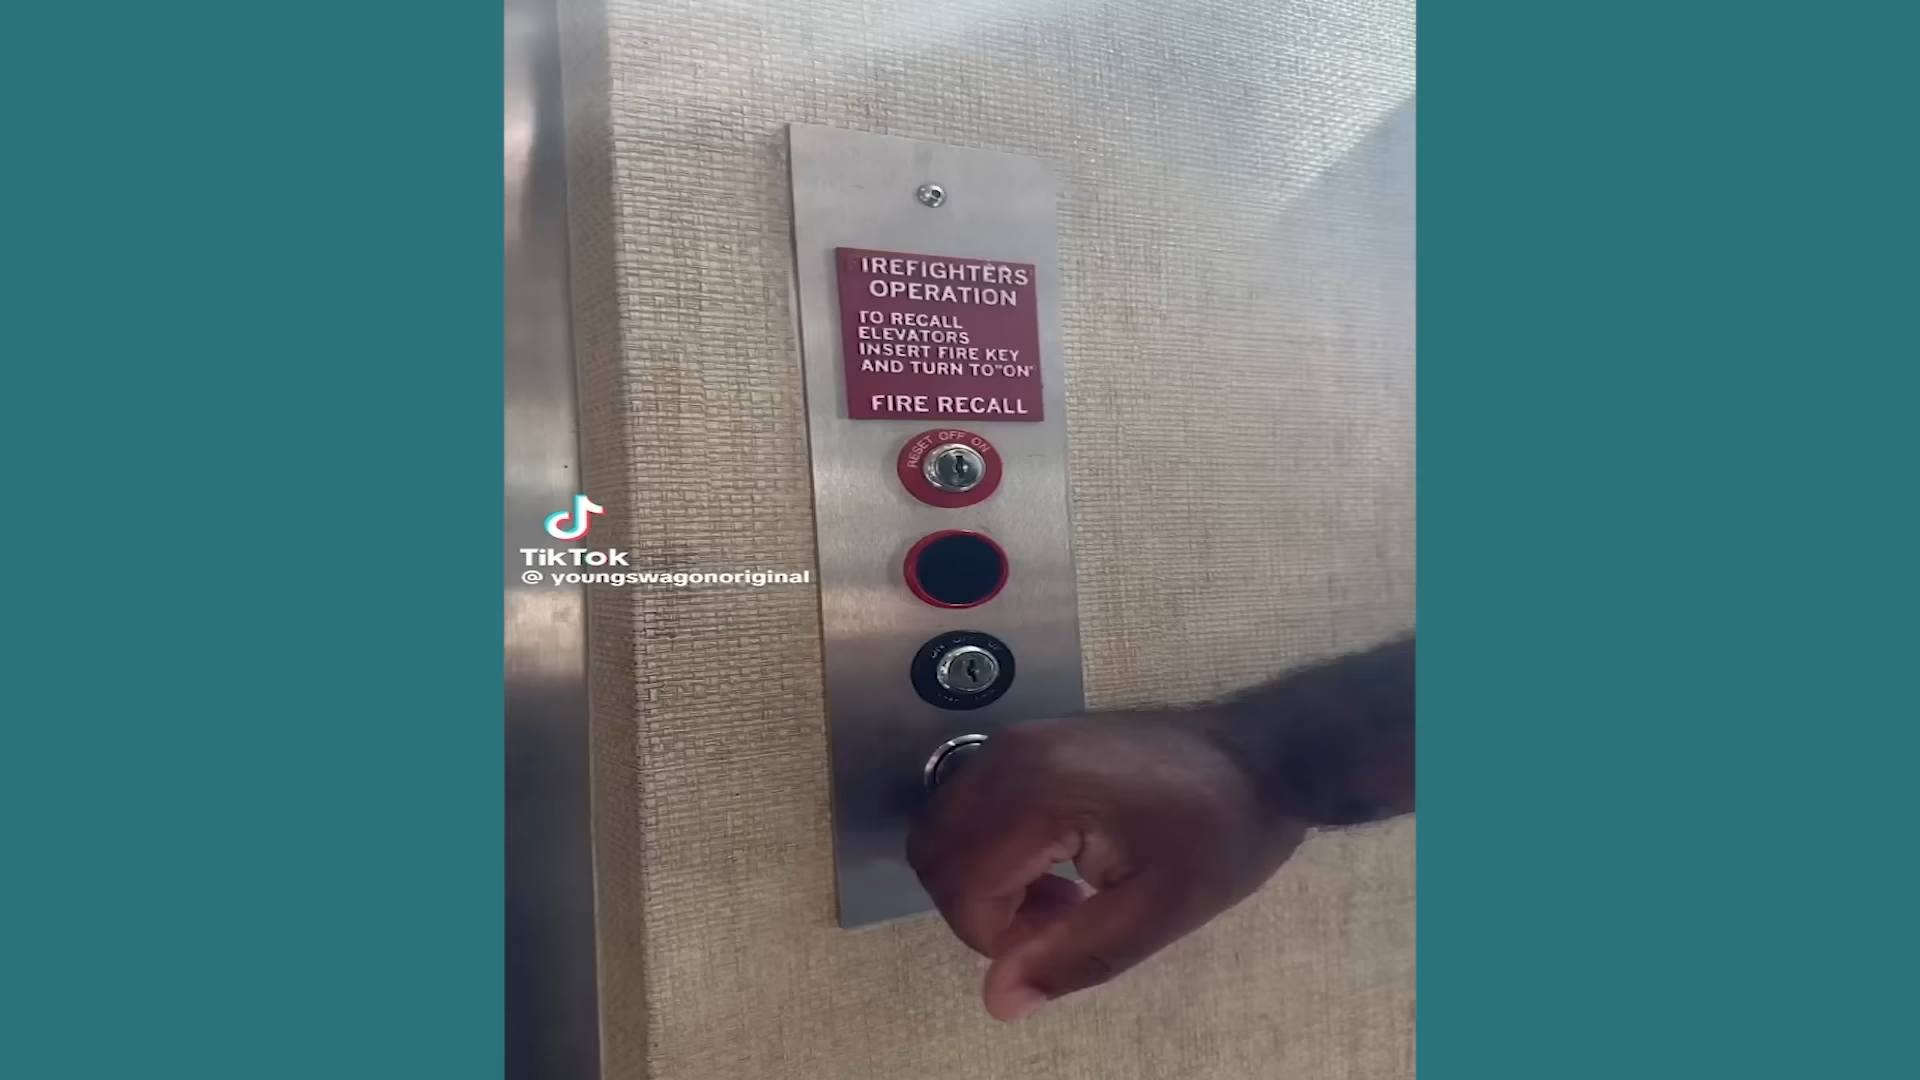 IREFIGHTERS
OPERATION
TO RECALL
ELEVATORS
INSERT FIRE KEY
AND TURN TO"ON"
FIRE RECALL
RESET OFF ON
TikTok
@ youngswagonoriginal